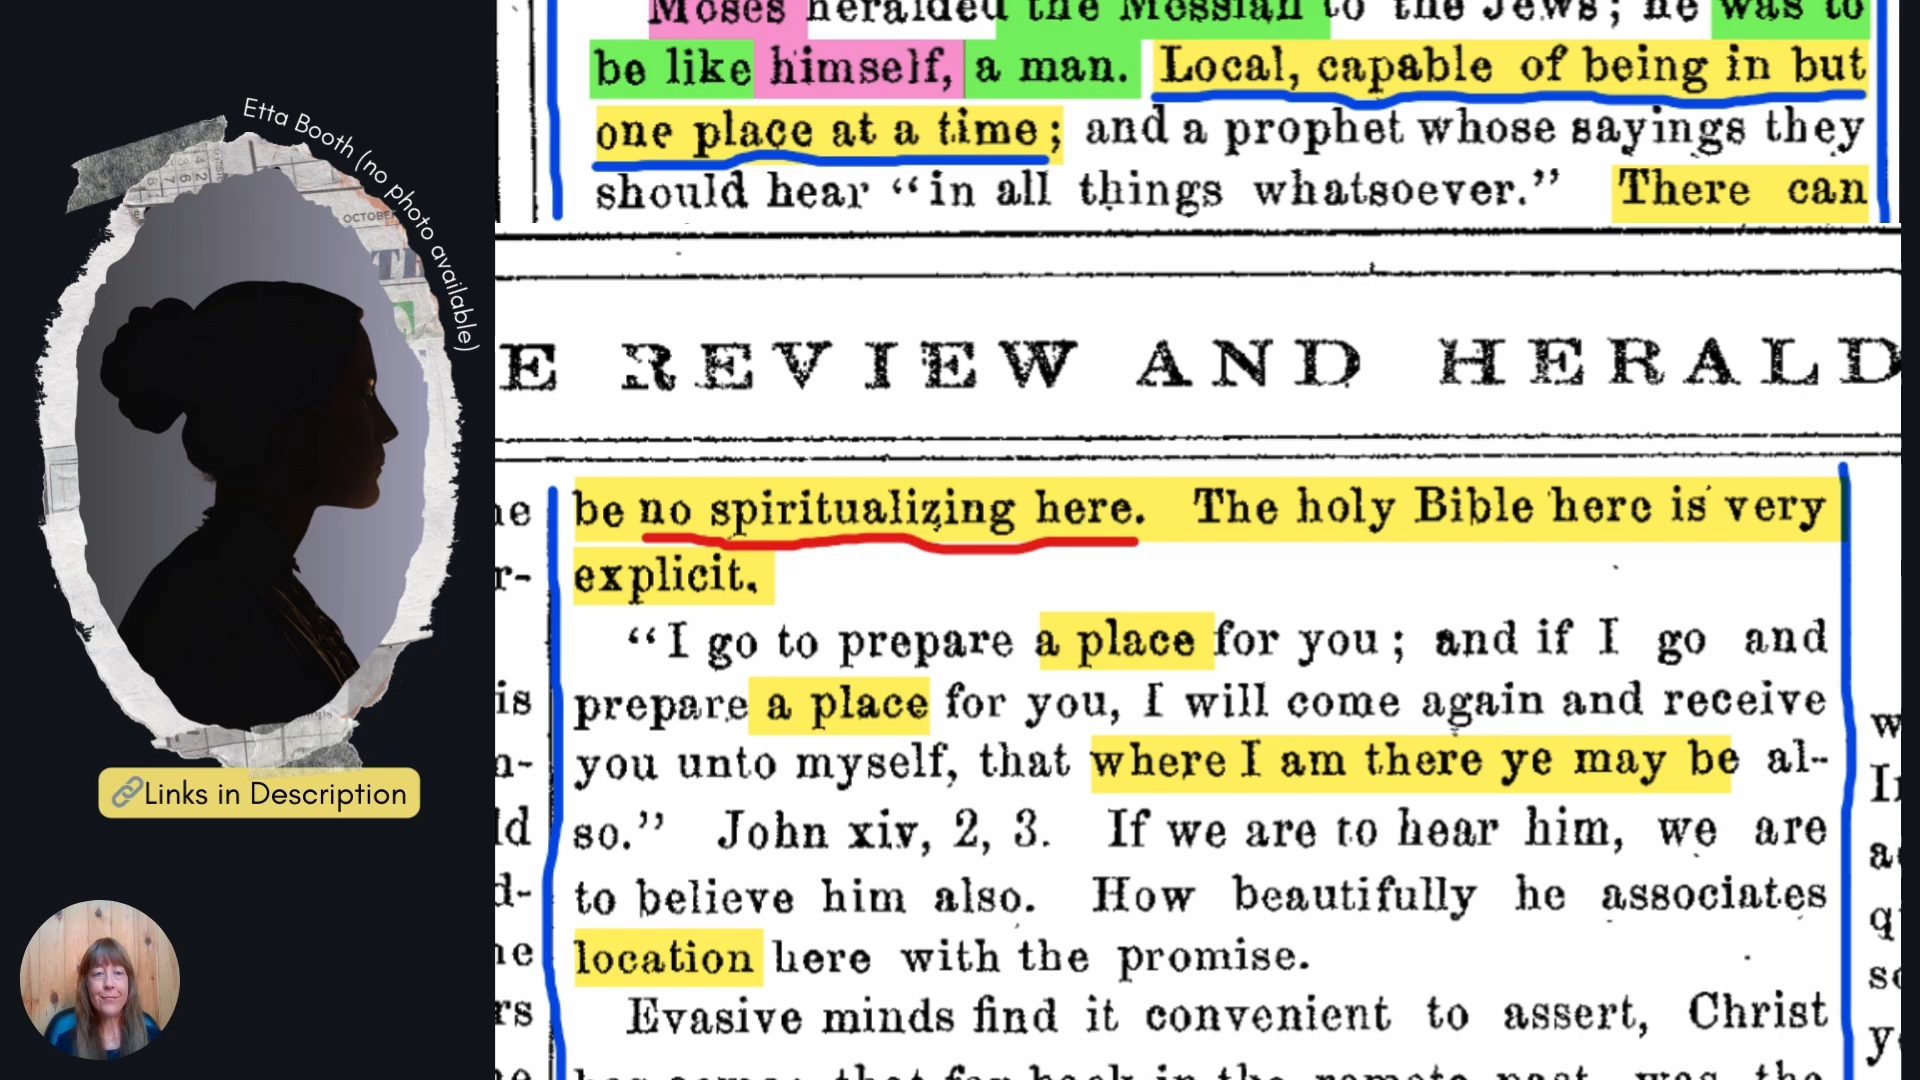 Etta Booth (no photo available)
OCTOBER
🔗Links in Description
Moses heralded the Messiah to the Jews; he was to
be like himself, a man. Local, capable of being in but
one place at a time; and a prophet whose sayings they
should hear “in all things whatsoever.” There can
E REVIEW AND HERALD
be no spiritualizing here. The holy Bible here is very
explicit.
“I go to prepare a place for you; and if I go and
prepare a place for you, I will come again and receive
you unto myself, that where I am there ye may be al-
so.” John xiv, 2, 3. If we are to hear him, we are
to believe him also. How beautifully he associates
location here with the promise.
Evasive minds find it convenient to assert, Christ